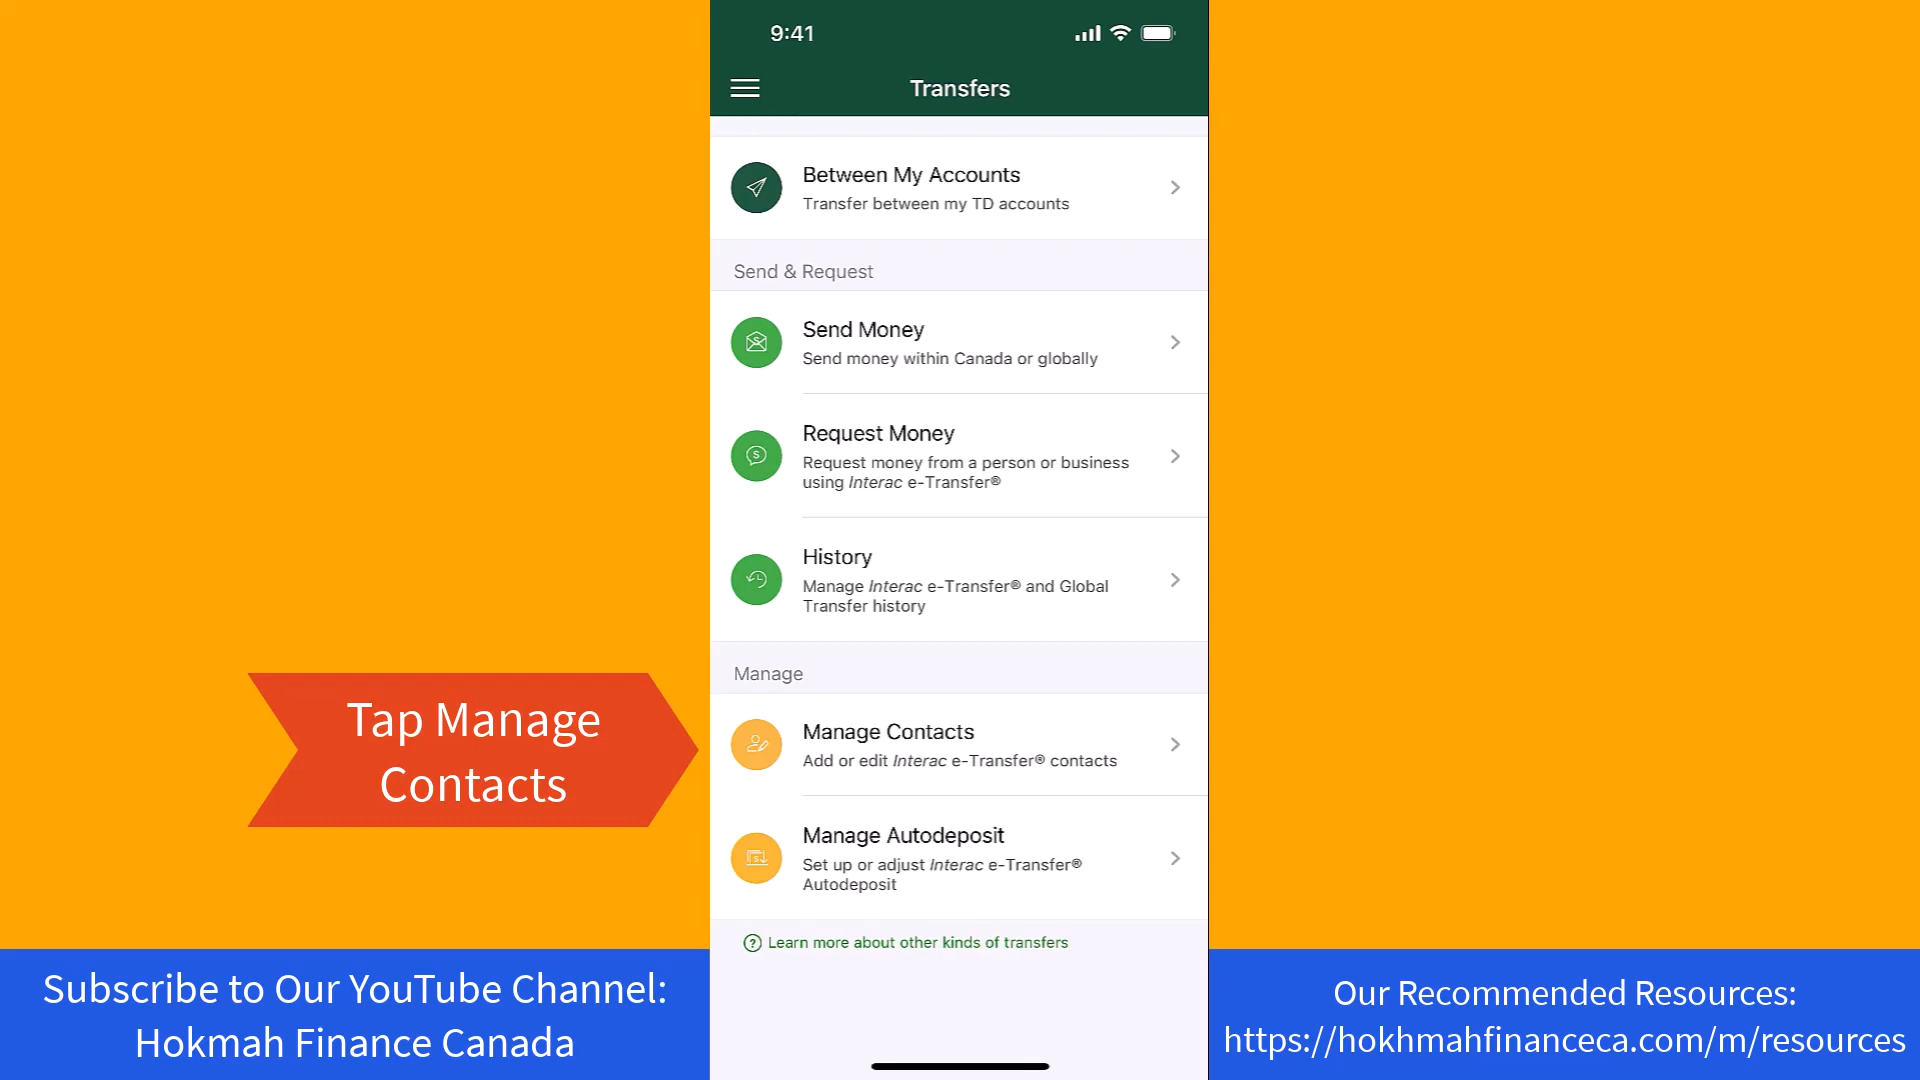 9:41
Transfers
Between My Accounts
Transfer between my TD accounts
Send & Request
Send Money
Send money within Canada or globally
Request Money
Request money from a person or business
using Interac e-Transfer®
History
Manage Interac e-Transfer® and Global
Transfer history
Manage
Tap Manage
Contacts
Manage Contacts
Add or edit Interac e-Transfer® contacts
Manage Autodeposit
Set up or adjust Interac e-Transfer®
Autodeposit
Learn more about other kinds of transfers
Subscribe to Our YouTube Channel:
Hokmah Finance Canada
Our Recommended Resources:
https://hokhmahfinanceca.com/m/resources